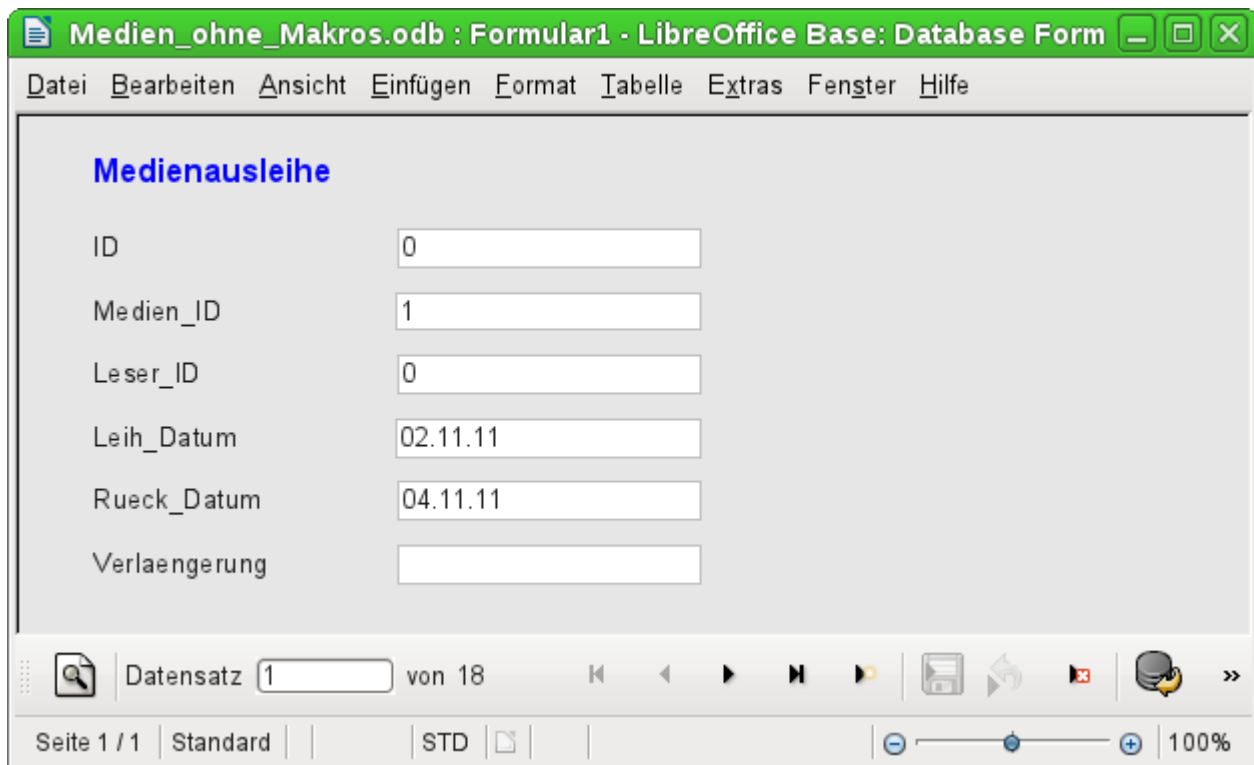 Medien_ohne_Makros.odb : Formular1 - LibreOffice Base: Database Form
Datei Bearbeiten Ansicht Einfügen Format Tabelle Extras Fenster Hilfe
Medienausleihe
ID 0
Medien_ID 1
Leser_ID 0
Leih_Datum 02.11.11
Rueck_Datum 04.11.11
Verlaengerung
Datensatz 1 von 18 »
Seite 1 / 1 Standard STD 100%